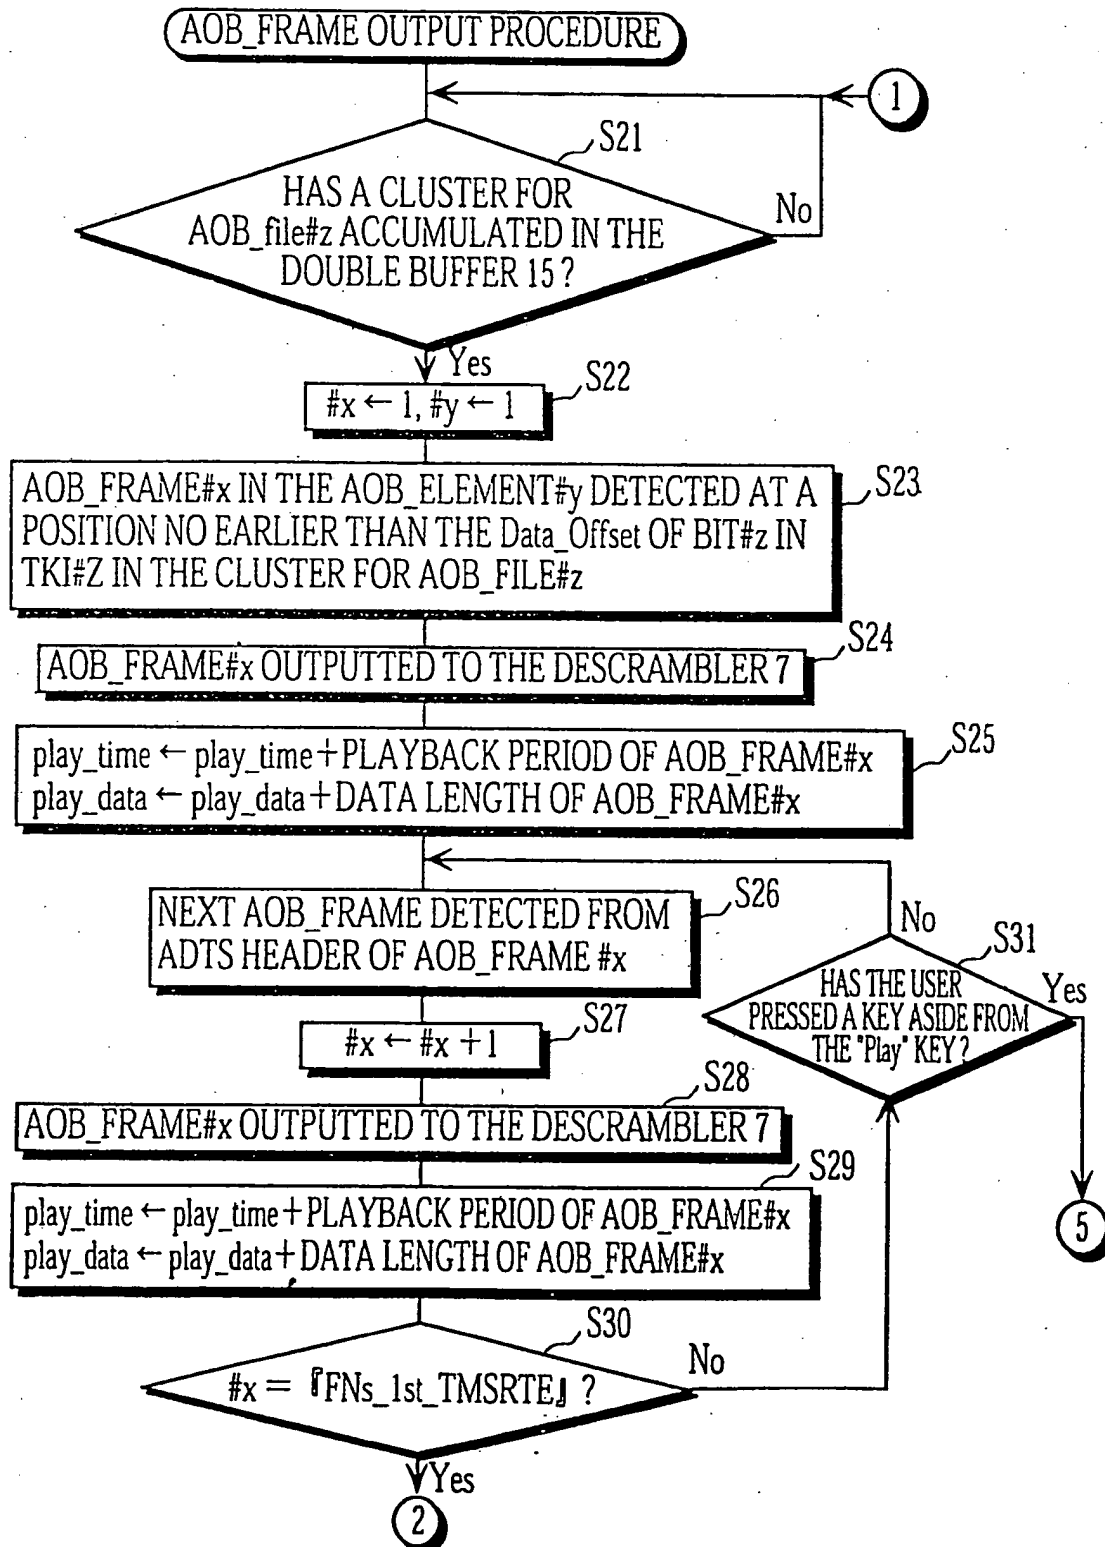 AOB_FRAME OUTPUT PROCEDURE
1
S21
HAS A CLUSTER FOR
AOB_file#z ACCUMULATED IN THE
DOUBLE BUFFER 15?
No
Yes
S22
#x ← 1, #y ← 1
S23
AOB_FRAME#x IN THE AOB_ELEMENT#y DETECTED AT A
POSITION NO EARLIER THAN THE Data_Offset OF BIT#z IN
TKI#Z IN THE CLUSTER FOR AOB_FILE#z
S24
AOB_FRAME#x OUTPUTTED TO THE DESCRAMBLER 7
S25
play_time ← play_time+PLAYBACK PERIOD OF AOB_FRAME#x
play_data ← play_data+DATA LENGTH OF AOB_FRAME#x
S26
NEXT AOB_FRAME DETECTED FROM
ADTS HEADER OF AOB_FRAME #x
No
S31
HAS THE USER
PRESSED A KEY ASIDE FROM
THE "Play" KEY?
Yes
S27
#x ← #x +1
S28
AOB_FRAME#x OUTPUTTED TO THE DESCRAMBLER 7
S29
play_time ← play_time+PLAYBACK PERIOD OF AOB_FRAME#x
play_data ← play_data+DATA LENGTH OF AOB_FRAME#x
5
S30
#x = 『FNs_1st_TMSRTE』?
No
Yes
2